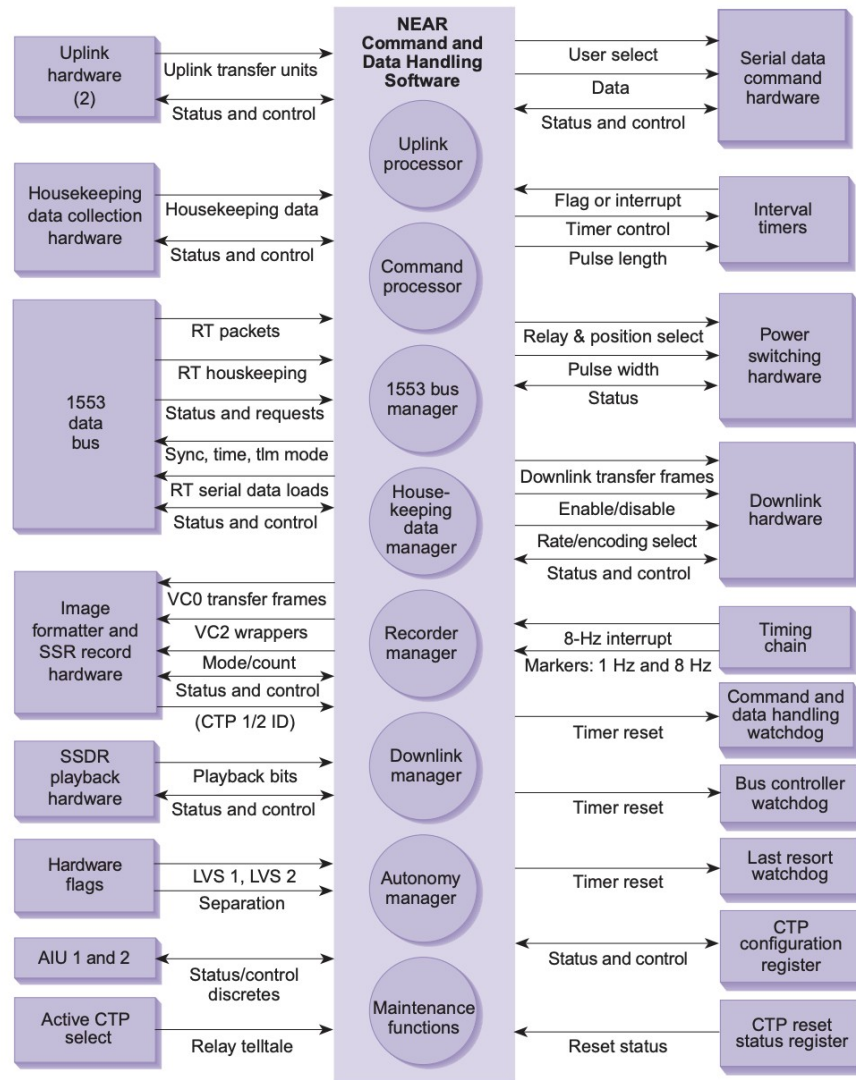 NEAR
Command and
Data Handling
Software
Uplink
hardware
(2)
Uplink transfer units
Status and control
Housekeeping
data collection
hardware
Housekeeping data
Status and control
1553
data
bus
RT packets
RT houskeeping
Status and requests
Sync, time, tlm mode
RT serial data loads
Status and control
Image
formatter and
SSR record
hardware
VC0 transfer frames
VC2 wrappers
Mode/count
Status and control
(CTP 1/2 ID)
SSDR
playback
hardware
Playback bits
Status and control
Hardware
flags
LVS 1, LVS 2
Separation
AIU 1 and 2
Status/control
discretes
Active CTP
select
Relay telltale
Uplink
processor
Command
processor
1553 bus
manager
House-
keeping data
manager
Recorder
manager
Downlink
manager
Autonomy
manager
Maintenance
functions
User select
Data
Status and control
Serial data
command
hardware
Flag or interrupt
Timer control
Pulse length
Interval
timers
Relay & position select
Pulse width
Status
Power
switching
hardware
Downlink transfer frames
Enable/disable
Rate/encoding select
Status and control
Downlink
hardware
8-Hz interrupt
Markers: 1 Hz and 8 Hz
Timing
chain
Timer reset
Command and
data handling
watchdog
Timer reset
Bus controller
watchdog
Timer reset
Last resort
watchdog
Status and control
CTP
configuration
register
Reset status
CTP reset
status register